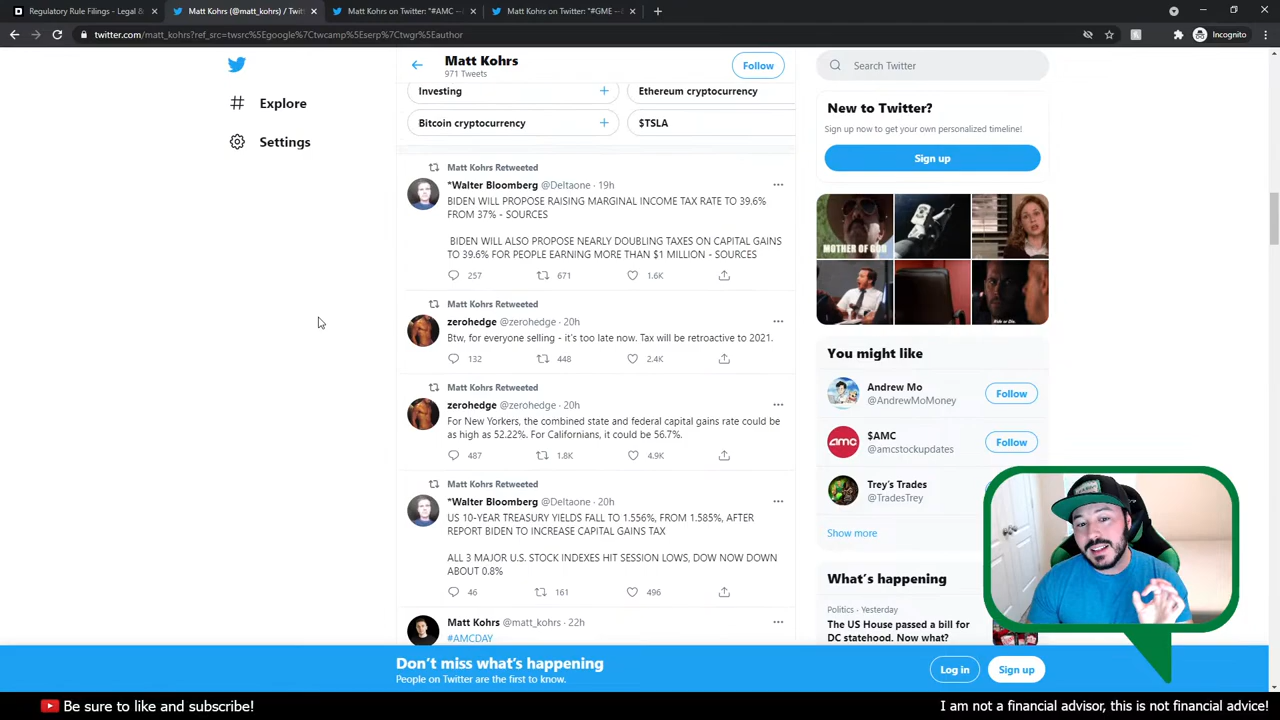 Regulatory Rule Filings - Legal &
Matt Kohrs (@matt_kohrs) / Twitt
Matt Kohrs on Twitter: "#AMC –
Matt Kohrs on Twitter: "#GME –
twitter.com/matt_kohrs?ref_src=twsrc%5Egoogle%7Ctwcamp%5Eserp%7Ctwgr%5Eauthor
Incognito
Explore
Settings
Matt Kohrs
971 Tweets
Follow
Investing
Ethereum cryptocurrency
Bitcoin cryptocurrency
$TSLA
Matt Kohrs Retweeted
*Walter Bloomberg @Deltaone · 19h
BIDEN WILL PROPOSE RAISING MARGINAL INCOME TAX RATE TO 39.6%
FROM 37% - SOURCES
BIDEN WILL ALSO PROPOSE NEARLY DOUBLING TAXES ON CAPITAL GAINS
TO 39.6% FOR PEOPLE EARNING MORE THAN $1 MILLION - SOURCES
257 671 1.6K
Matt Kohrs Retweeted
zerohedge @zerohedge · 20h
Btw, for everyone selling - it's too late now. Tax will be retroactive to 2021.
132 448 2.4K
Matt Kohrs Retweeted
zerohedge @zerohedge · 20h
For New Yorkers, the combined state and federal capital gains rate could be
as high as 52.22%. For Californians, it could be 56.7%.
487 1.8K 4.9K
Matt Kohrs Retweeted
*Walter Bloomberg @Deltaone · 20h
US 10-YEAR TREASURY YIELDS FALL TO 1.556%, FROM 1.585%, AFTER
REPORT BIDEN TO INCREASE CAPITAL GAINS TAX
ALL 3 MAJOR U.S. STOCK INDEXES HIT SESSION LOWS, DOW NOW DOWN
ABOUT 0.8%
46 161 496
Matt Kohrs @matt_kohrs · 22h
#AMCDAY
Search Twitter
New to Twitter?
Sign up now to get your own personalized timeline!
Sign up
MOTHER OF GOD
Ride or Die.
You might like
Andrew Mo
@AndrewMoMoney
Follow
$AMC
@amcstockupdates
Follow
amc
Trey's Trades
@TradesTrey
Show more
What's happening
Politics · Yesterday
The US House passed a bill for
DC statehood. Now what?
Don't miss what's happening
People on Twitter are the first to know.
Log in
Sign up
Be sure to like and subscribe!
I am not a financial advisor, this is not financial advice!